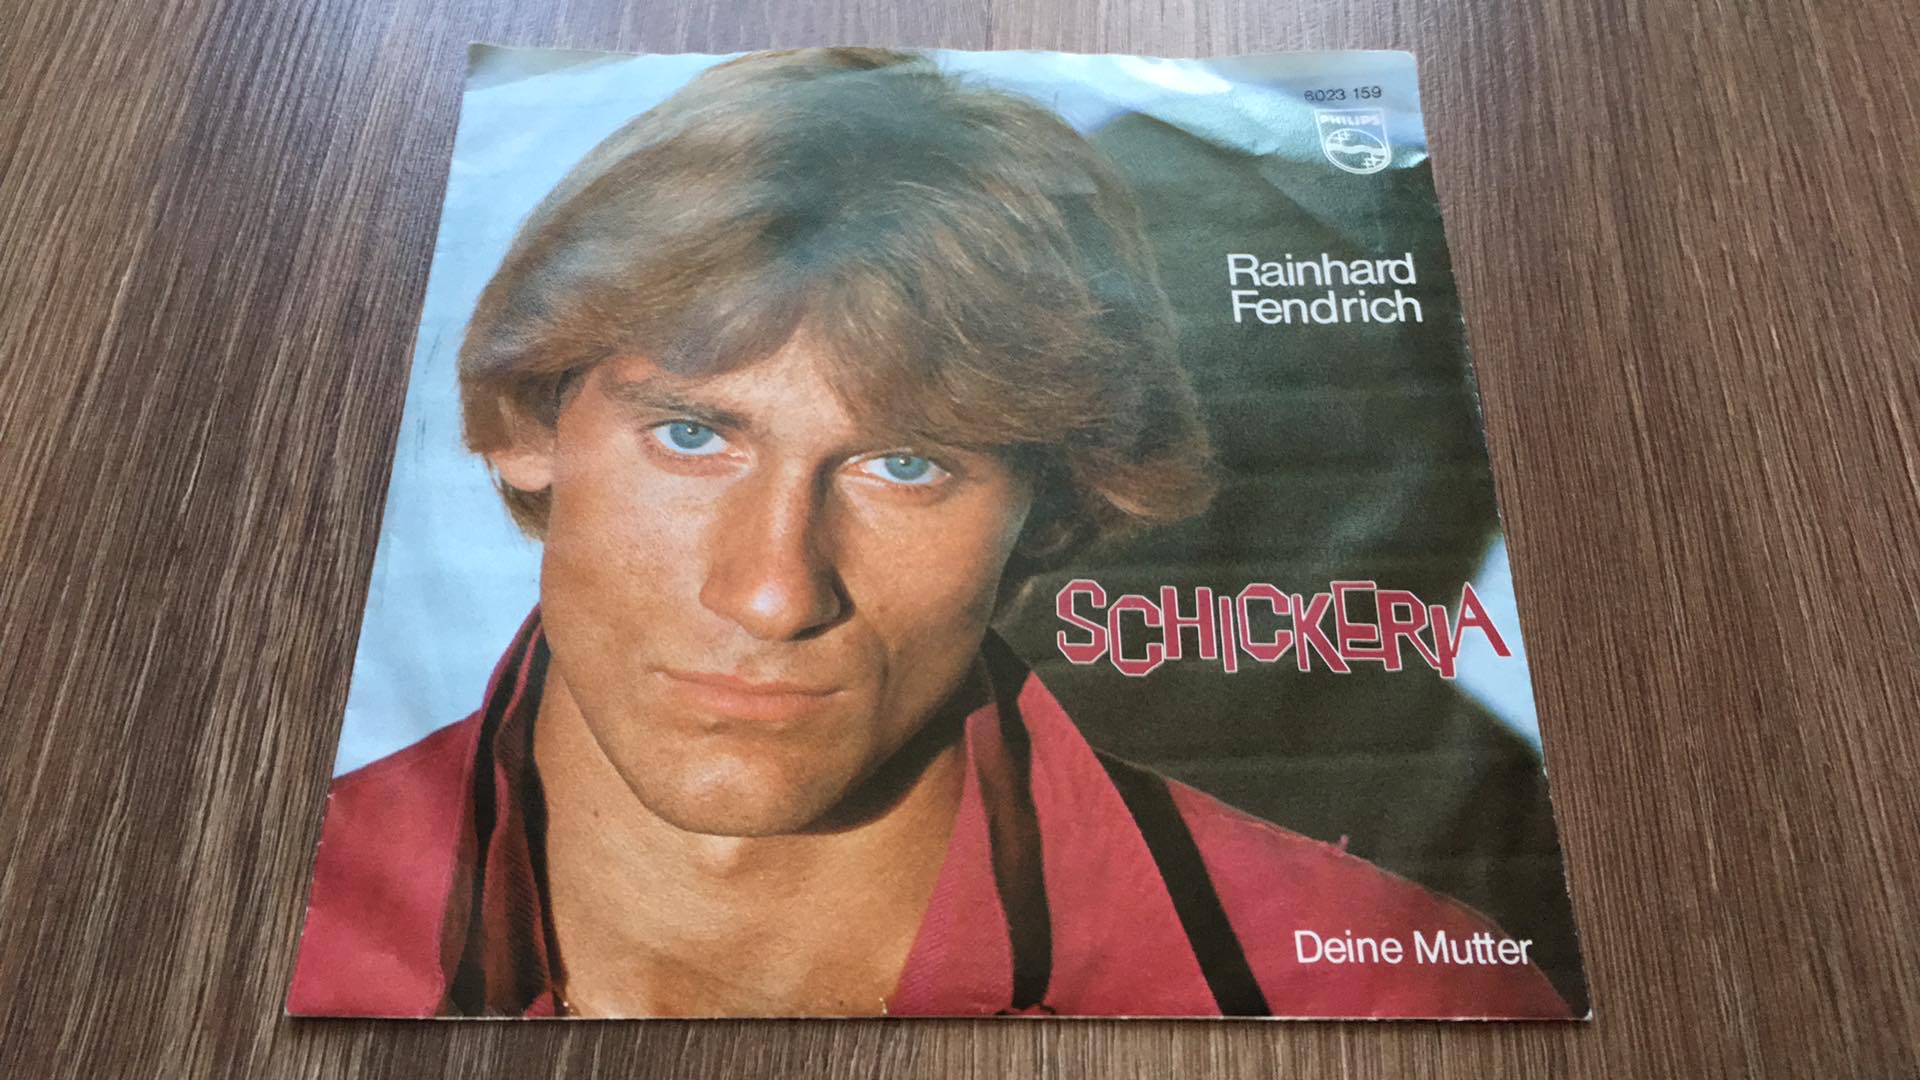 6023 159
PHILIPS
Rainhard
Fendrich
SCHICKERIA
Deine Mutter